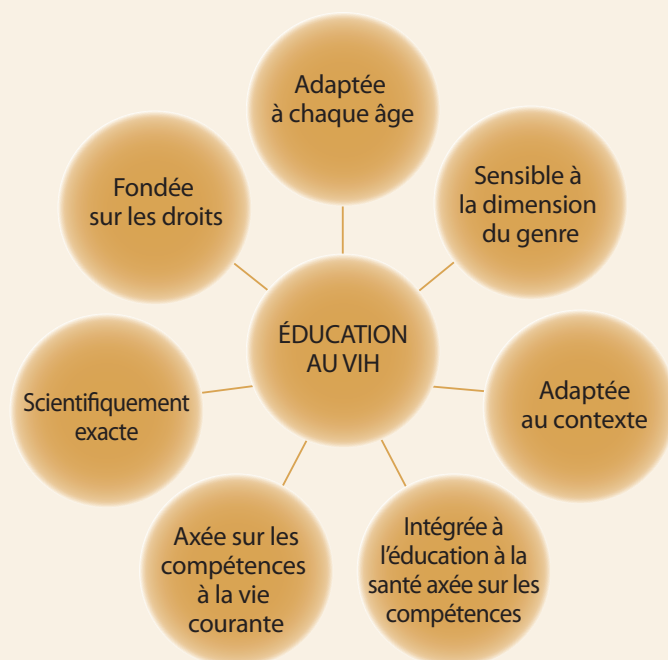 Adaptée
à chaque âge
Sensible à
la dimension
du genre
Adaptée
au contexte
Intégrée à
l'éducation à la
santé axée sur les
compétences
Axée sur les
compétences
à la vie
courante
Scientifiquement
exacte
Fondée
sur les droits
ÉDUCATION
AU VIH